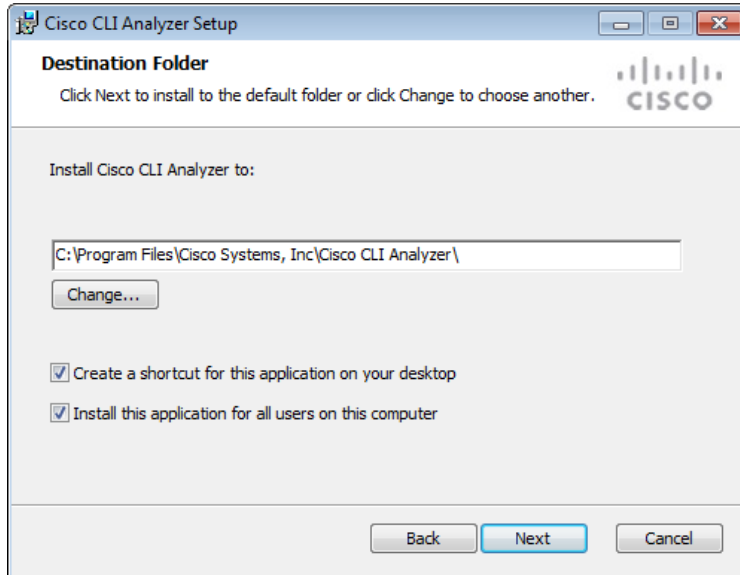 Cisco CLI Analyzer Setup
Destination Folder
Click Next to install to the default folder or click Change to choose another.
CISCO
Install Cisco CLI Analyzer to:
C:\Program Files\Cisco Systems, Inc\Cisco CLI Analyzer\
Change...
Create a shortcut for this application on your desktop
Install this application for all users on this computer
Back Next Cancel